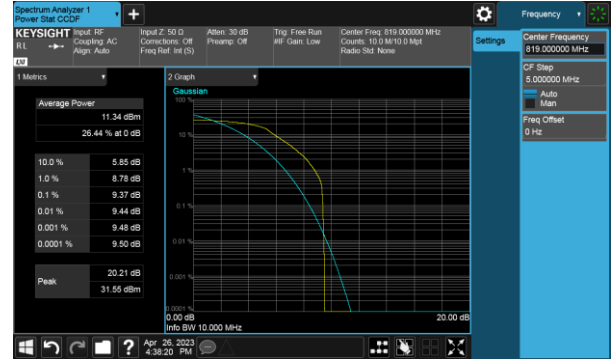 Spectrum Analyzer 1
Power Stat CCDF
Frequency
KEYSIGHT
RL
LXI
Input: RF
Coupling: AC
Align: Auto
Input Z: 50 Ω
Corrections: Off
Freq Ref: Int (S)
Atten: 30 dB
Preamp: Off
Trig: Free Run
#IF Gain: Low
Center Freq: 819.000000 MHz
Counts: 10.0 M/10.0 Mpt
Radio Std: None
Settings
Center Frequency
819.000000 MHz
CF Step
5.000000 MHz
Auto
Man
Freq Offset
0 Hz
1 Metrics
Average Power
11.34 dBm
26.44 % at 0 dB
10.0 % 5.85 dB
1.0 % 8.78 dB
0.1 % 9.37 dB
0.01 % 9.44 dB
0.001 % 9.48 dB
0.0001 % 9.50 dB
Peak
20.21 dB
31.55 dBm
2 Graph
Gaussian
100 %
10 %
1 %
0.1 %
0.01 %
0.001 %
0.0001 %
0.00 dB 20.00 dB
Info BW 10.000 MHz
?
Apr 26, 2023
4:38:20 PM